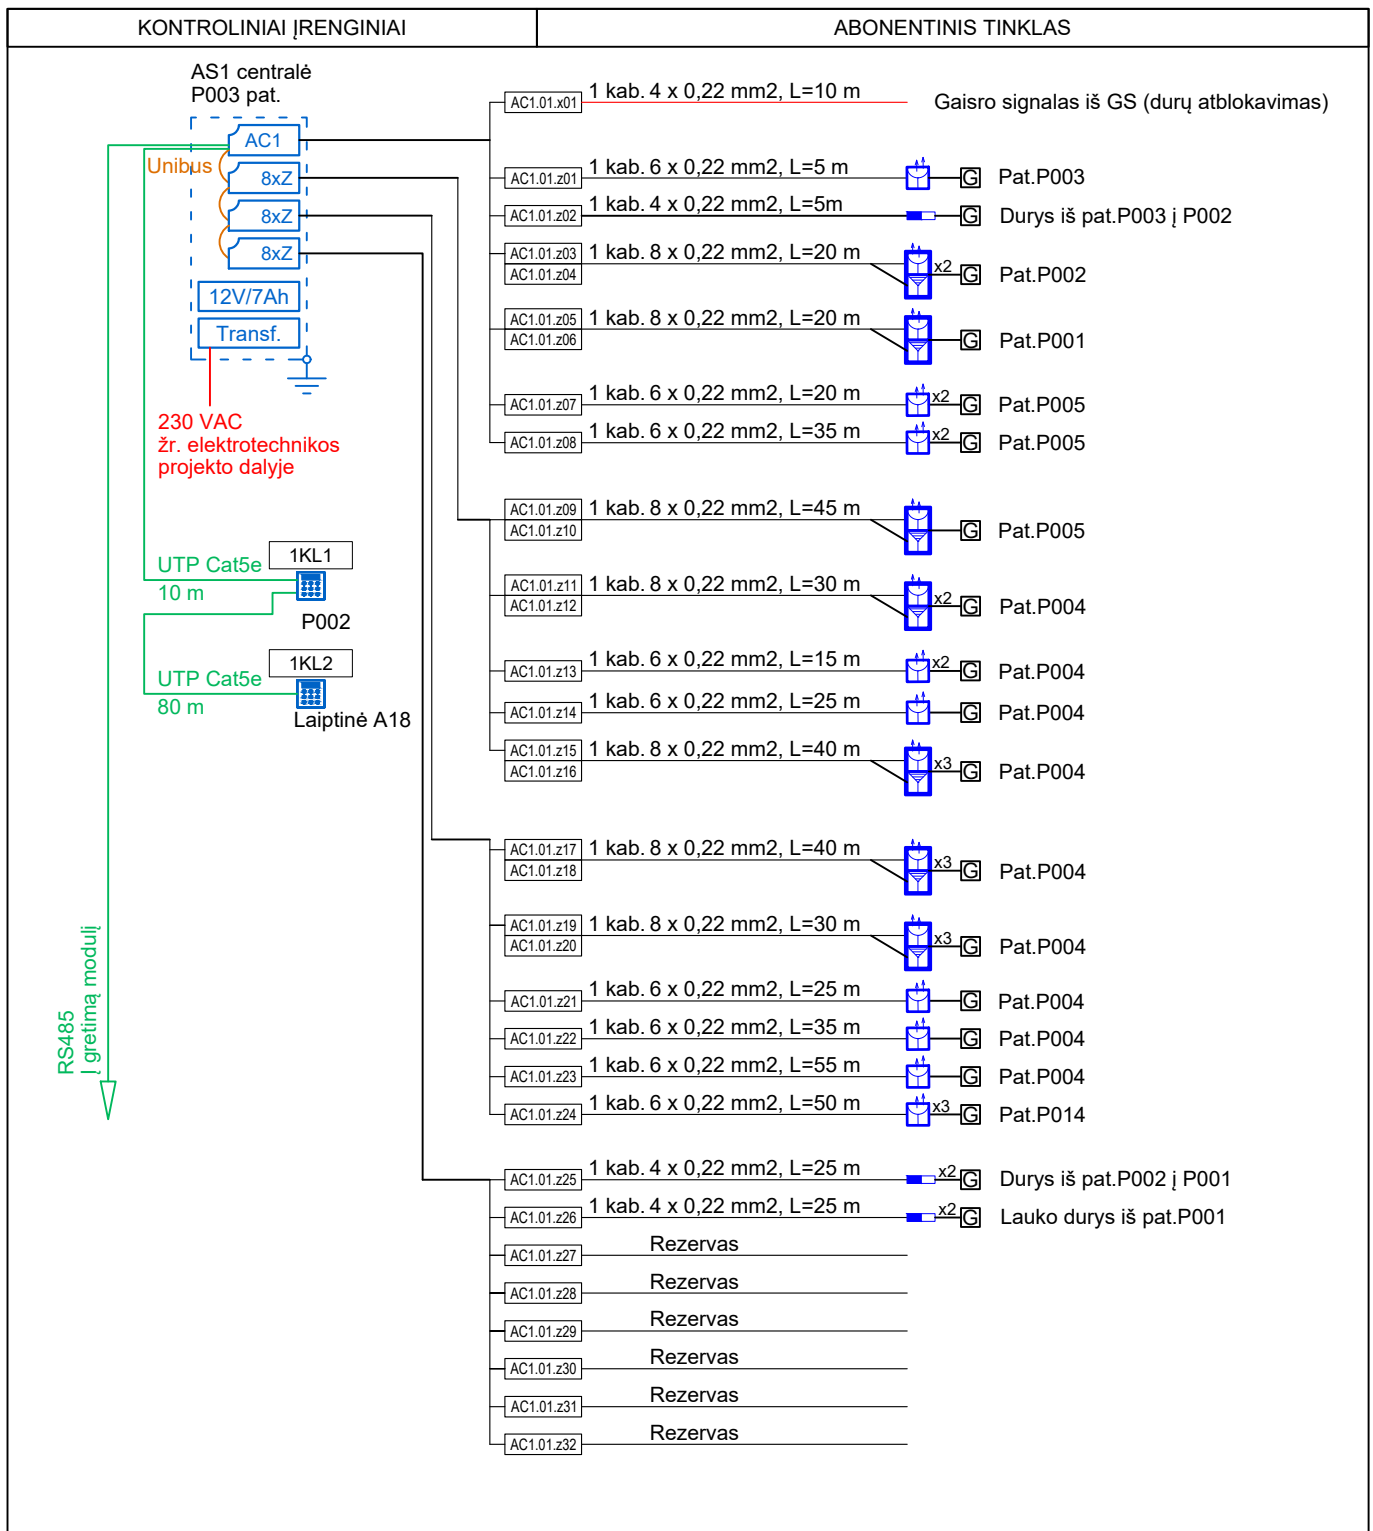 KONTROLINIAI ĮRENGINIAI
ABONENTINIS TINKLAS
AS1 centralė
P003 pat.
AC1
Unibus
8xZ
8xZ
8xZ
12V/7Ah
Transf.
230 VAC
žr. elektrotechnikos
projekto dalyje
UTP Cat5e
10 m
1KL1
P002
UTP Cat5e
80 m
1KL2
Laiptinė A18
RS485
Į gretimą modulį
AC1.01.x01 1 kab. 4 x 0,22 mm2, L=10 m Gaisro signalas iš GS (durų atblokavimas)
AC1.01.z01 1 kab. 6 x 0,22 mm2, L=5 m G Pat.P003
AC1.01.z02 1 kab. 4 x 0,22 mm2, L=5m G Durys iš pat.P003 į P002
AC1.01.z03 1 kab. 8 x 0,22 mm2, L=20 m
AC1.01.z04 x2 G Pat.P002
AC1.01.z05 1 kab. 8 x 0,22 mm2, L=20 m
AC1.01.z06 G Pat.P001
AC1.01.z07 1 kab. 6 x 0,22 mm2, L=20 m x2 G Pat.P005
AC1.01.z08 1 kab. 6 x 0,22 mm2, L=35 m x2 G Pat.P005
AC1.01.z09 1 kab. 8 x 0,22 mm2, L=45 m
AC1.01.z10 G Pat.P005
AC1.01.z11 1 kab. 8 x 0,22 mm2, L=30 m
AC1.01.z12 x2 G Pat.P004
AC1.01.z13 1 kab. 6 x 0,22 mm2, L=15 m x2 G Pat.P004
AC1.01.z14 1 kab. 6 x 0,22 mm2, L=25 m G Pat.P004
AC1.01.z15 1 kab. 8 x 0,22 mm2, L=40 m
AC1.01.z16 x3 G Pat.P004
AC1.01.z17 1 kab. 8 x 0,22 mm2, L=40 m
AC1.01.z18 x3 G Pat.P004
AC1.01.z19 1 kab. 8 x 0,22 mm2, L=30 m
AC1.01.z20 x3 G Pat.P004
AC1.01.z21 1 kab. 6 x 0,22 mm2, L=25 m G Pat.P004
AC1.01.z22 1 kab. 6 x 0,22 mm2, L=35 m G Pat.P004
AC1.01.z23 1 kab. 6 x 0,22 mm2, L=55 m G Pat.P004
AC1.01.z24 1 kab. 6 x 0,22 mm2, L=50 m x3 G Pat.P014
AC1.01.z25 1 kab. 4 x 0,22 mm2, L=25 m x2 G Durys iš pat.P002 į P001
AC1.01.z26 1 kab. 4 x 0,22 mm2, L=25 m x2 G Lauko durys iš pat.P001
AC1.01.z27 Rezervas
AC1.01.z28 Rezervas
AC1.01.z29 Rezervas
AC1.01.z30 Rezervas
AC1.01.z31 Rezervas
AC1.01.z32 Rezervas